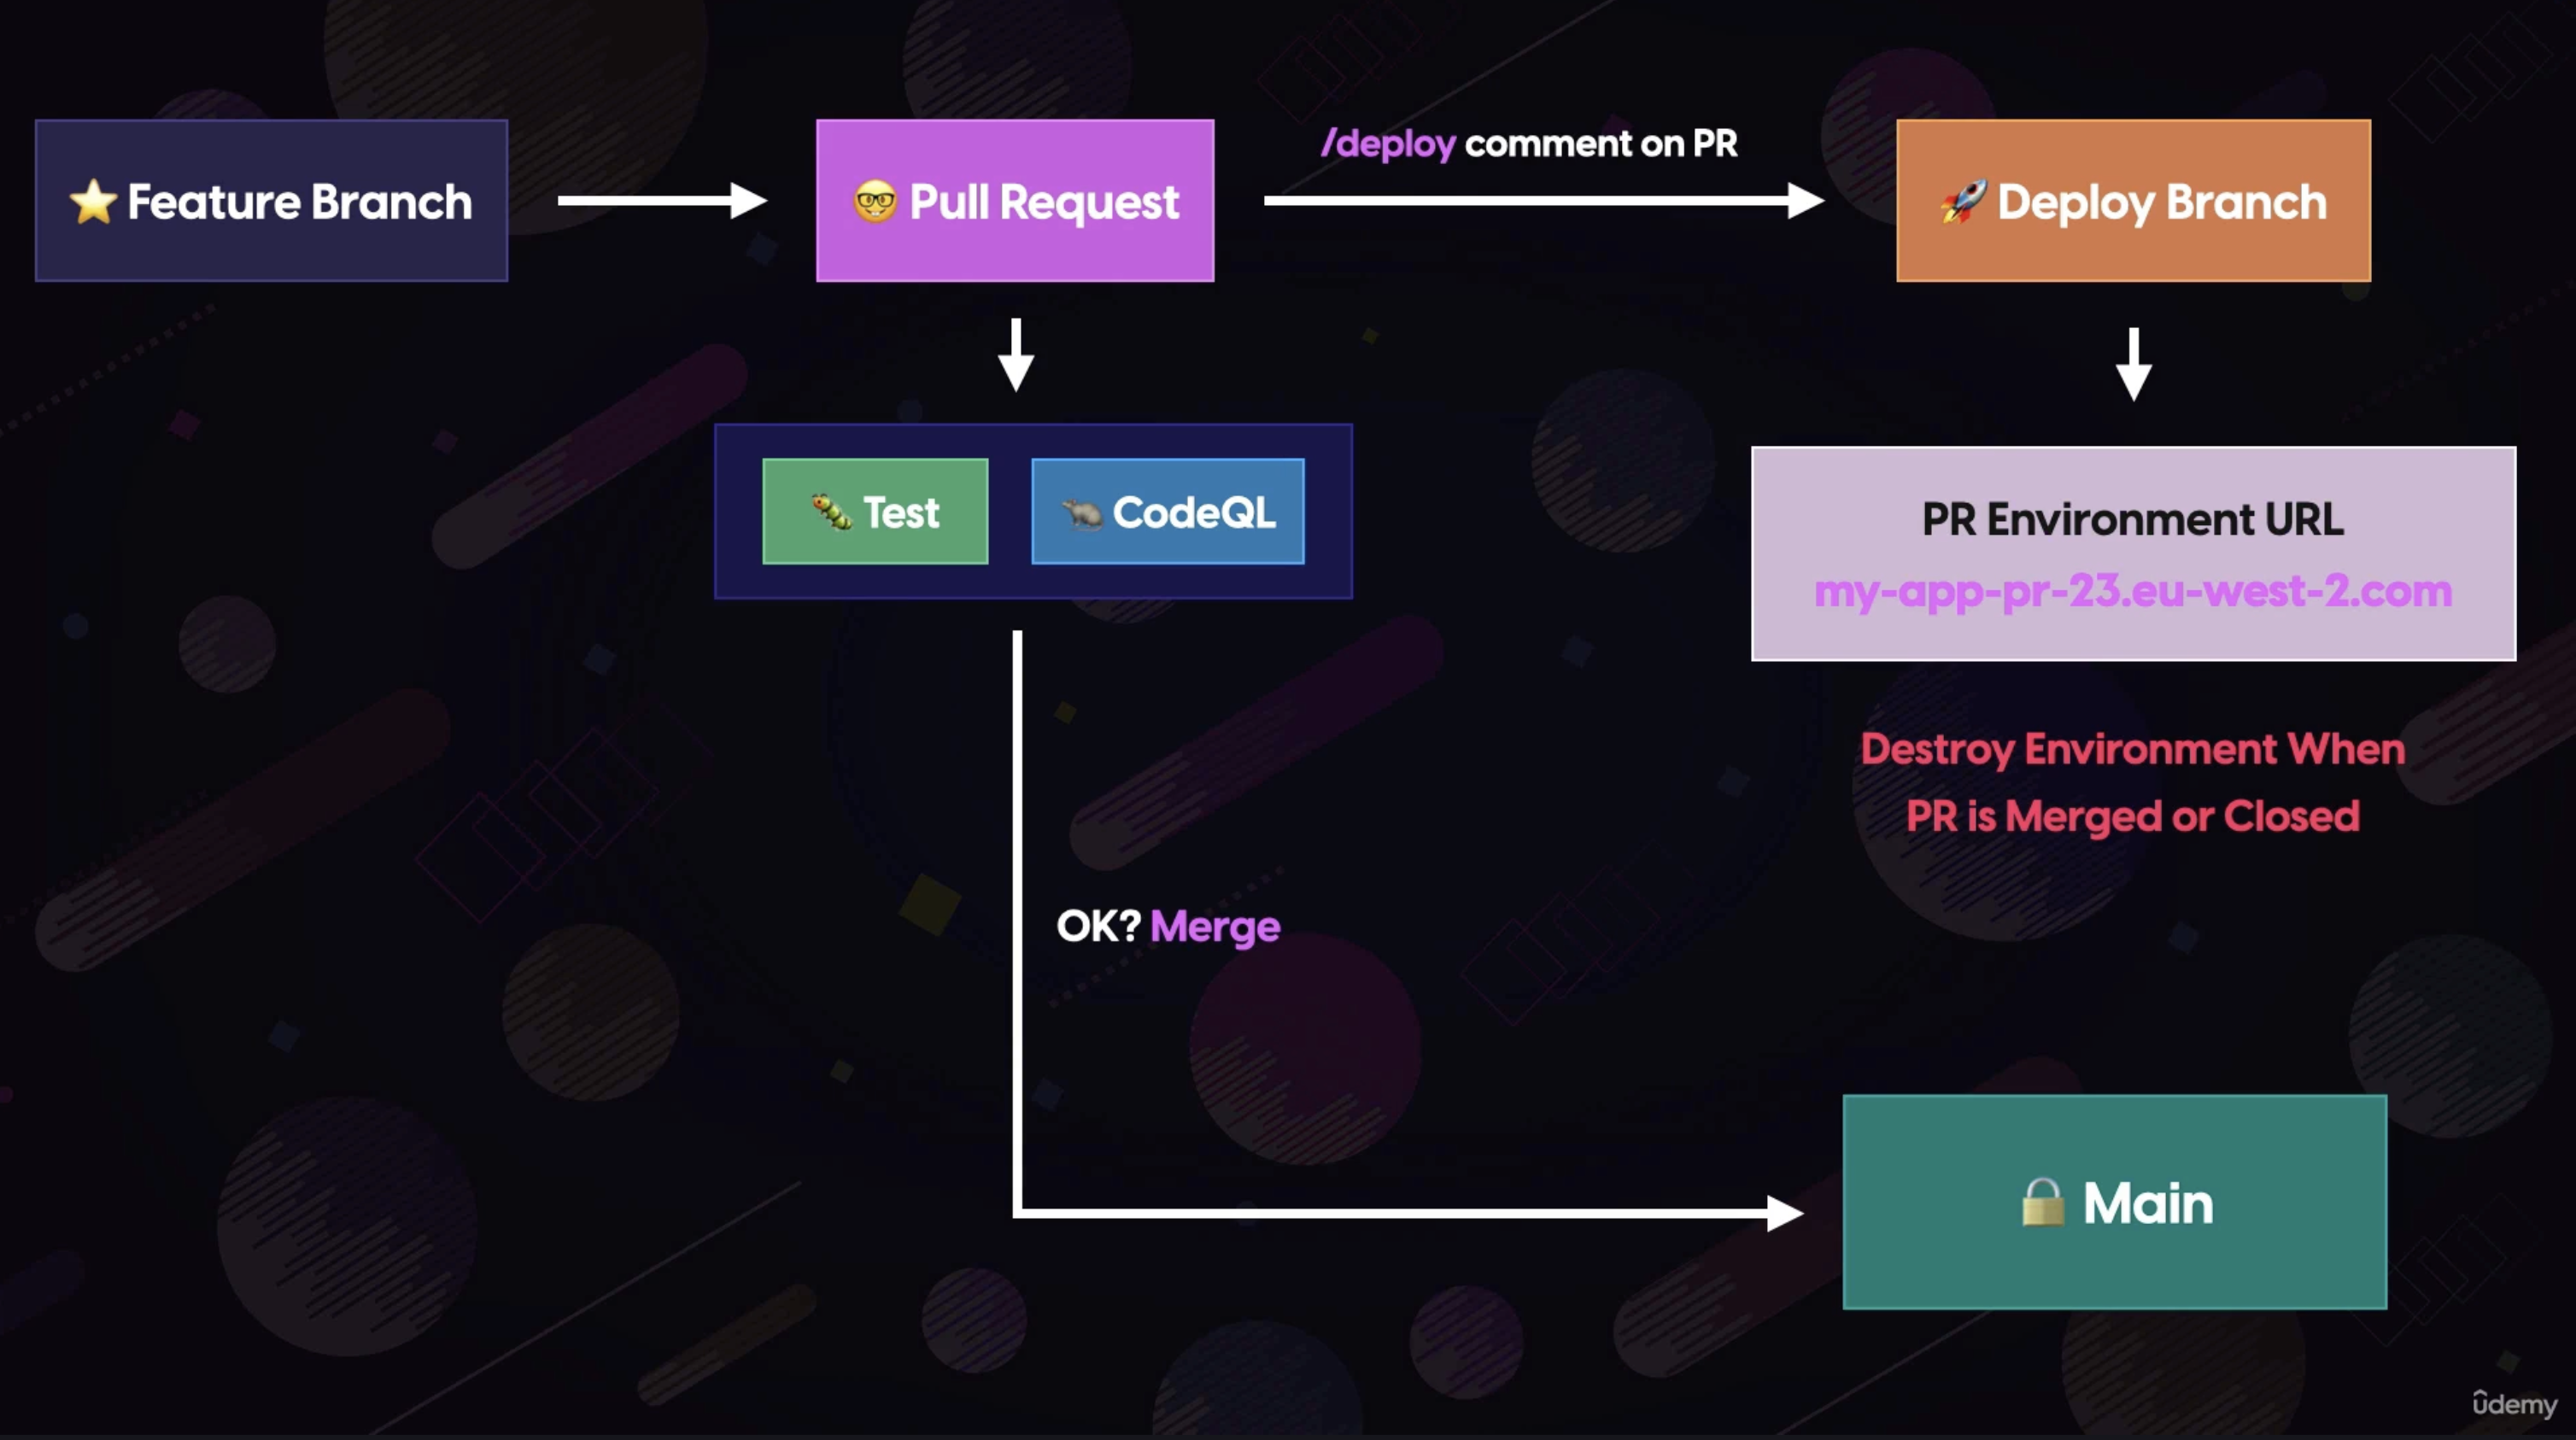 ⭐ Feature Branch
🤓 Pull Request
/deploy comment on PR
🚀 Deploy Branch
🐛 Test
🐀 CodeQL
PR Environment URL
my-app-pr-23.eu-west-2.com
Destroy Environment When
PR is Merged or Closed
OK? Merge
🔒 Main
ûdemy